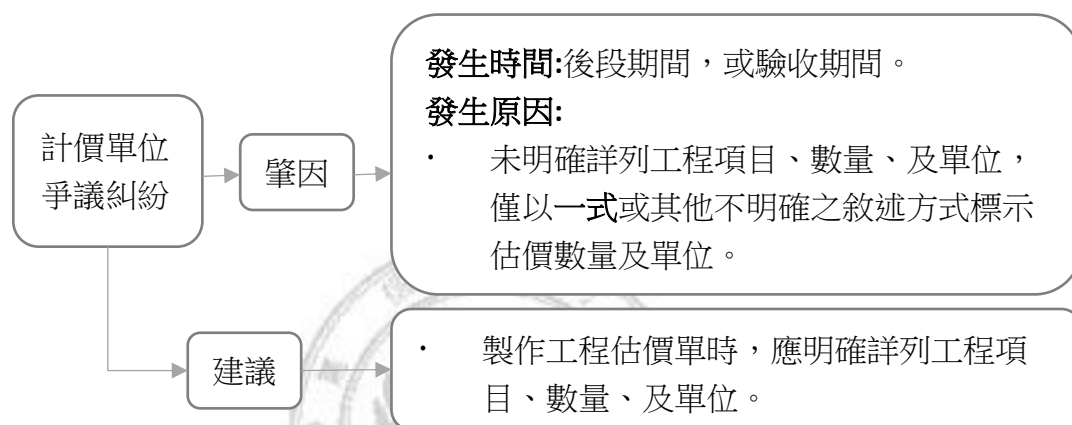 計價單位
爭議糾紛
肇因
發生時間:後段期間，或驗收期間。
發生原因:
· 未明確詳列工程項目、數量、及單位，
僅以一式或其他不明確之敘述方式標示
估價數量及單位。
建議
· 製作工程估價單時，應明確詳列工程項
目、數量、及單位。